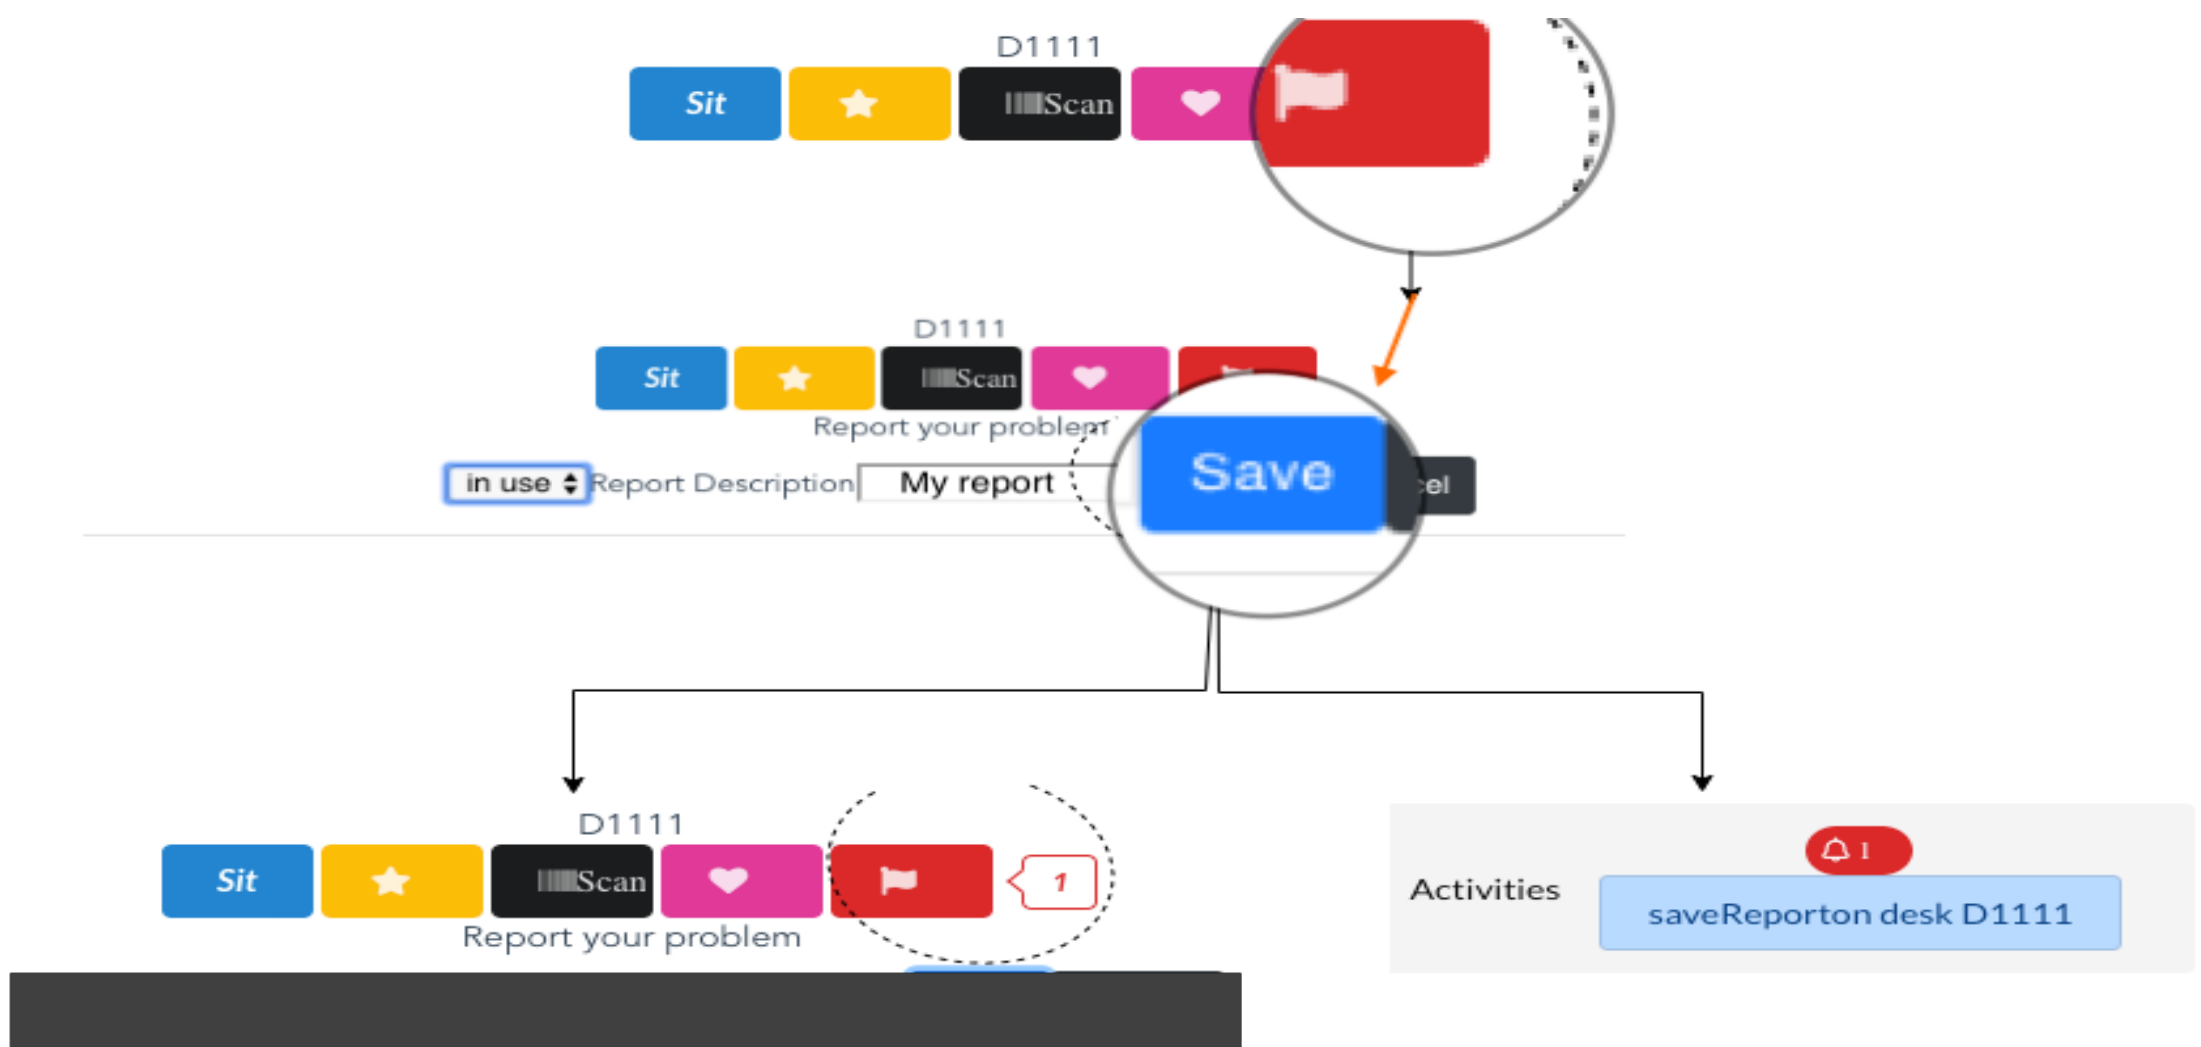 D1111
Sit Scan
D1111
Sit Scan
Report your problem
in use Report Description My report Save cel
D1111
Sit Scan 1
Report your problem
1
Activities
saveReporton desk D1111